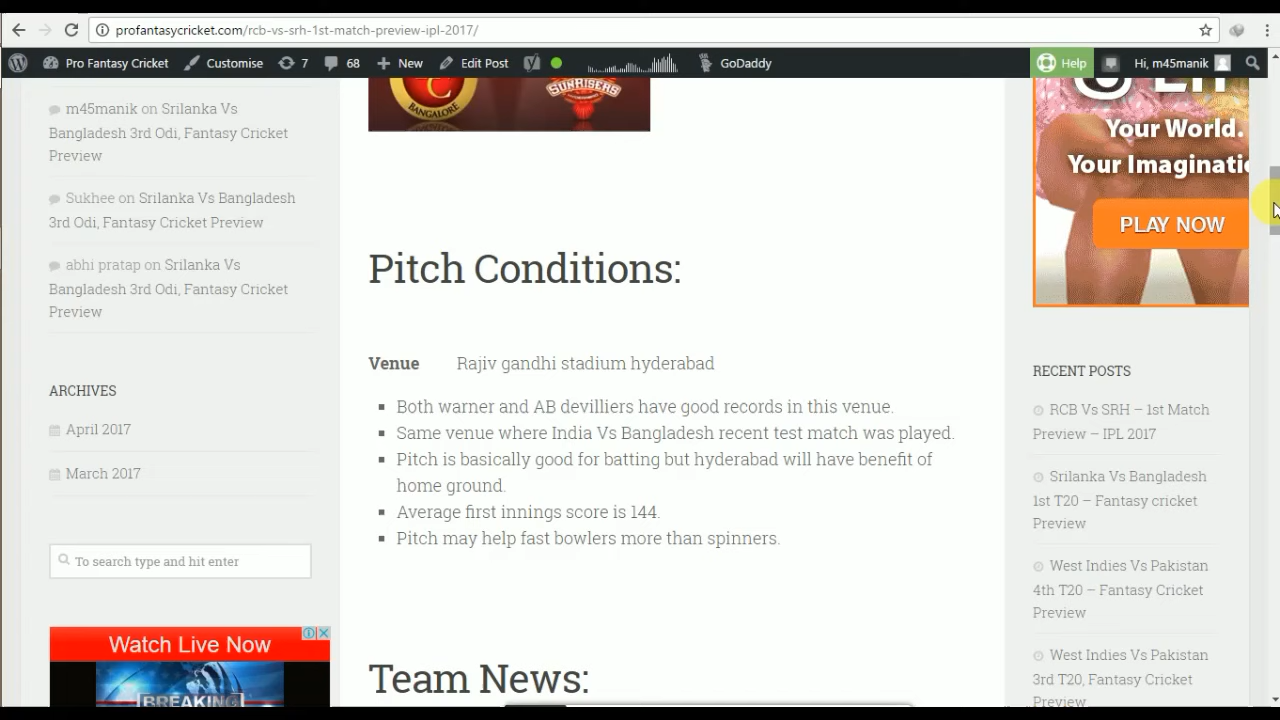 profantasycricket.com/rcb-vs-srh-1st-match-preview-ipl-2017/
Pro Fantasy Cricket
Customise
7
68
New
Edit Post
GoDaddy
Help
Hi, m45manik
m45manik on Srilanka Vs
Bangladesh 3rd Odi, Fantasy Cricket
Preview
Sukhee on Srilanka Vs Bangladesh
3rd Odi, Fantasy Cricket Preview
abhi pratap on Srilanka Vs
Bangladesh 3rd Odi, Fantasy Cricket
Preview
ARCHIVES
April 2017
March 2017
To search type and hit enter
Watch Live Now
BREAKING
BANGALORE
SUNRISERS
Pitch Conditions:
Venue Rajiv gandhi stadium hyderabad
Both warner and AB devilliers have good records in this venue.
Same venue where India Vs Bangladesh recent test match was played.
Pitch is basically good for batting but hyderabad will have benefit of
home ground.
Average first innings score is 144.
Pitch may help fast bowlers more than spinners.
Team News:
Your World.
Your Imaginatio
PLAY NOW
RECENT POSTS
RCB Vs SRH – 1st Match
Preview – IPL 2017
Srilanka Vs Bangladesh
1st T20 – Fantasy cricket
Preview
West Indies Vs Pakistan
4th T20 – Fantasy Cricket
Preview
West Indies Vs Pakistan
3rd T20, Fantasy Cricket
Preview